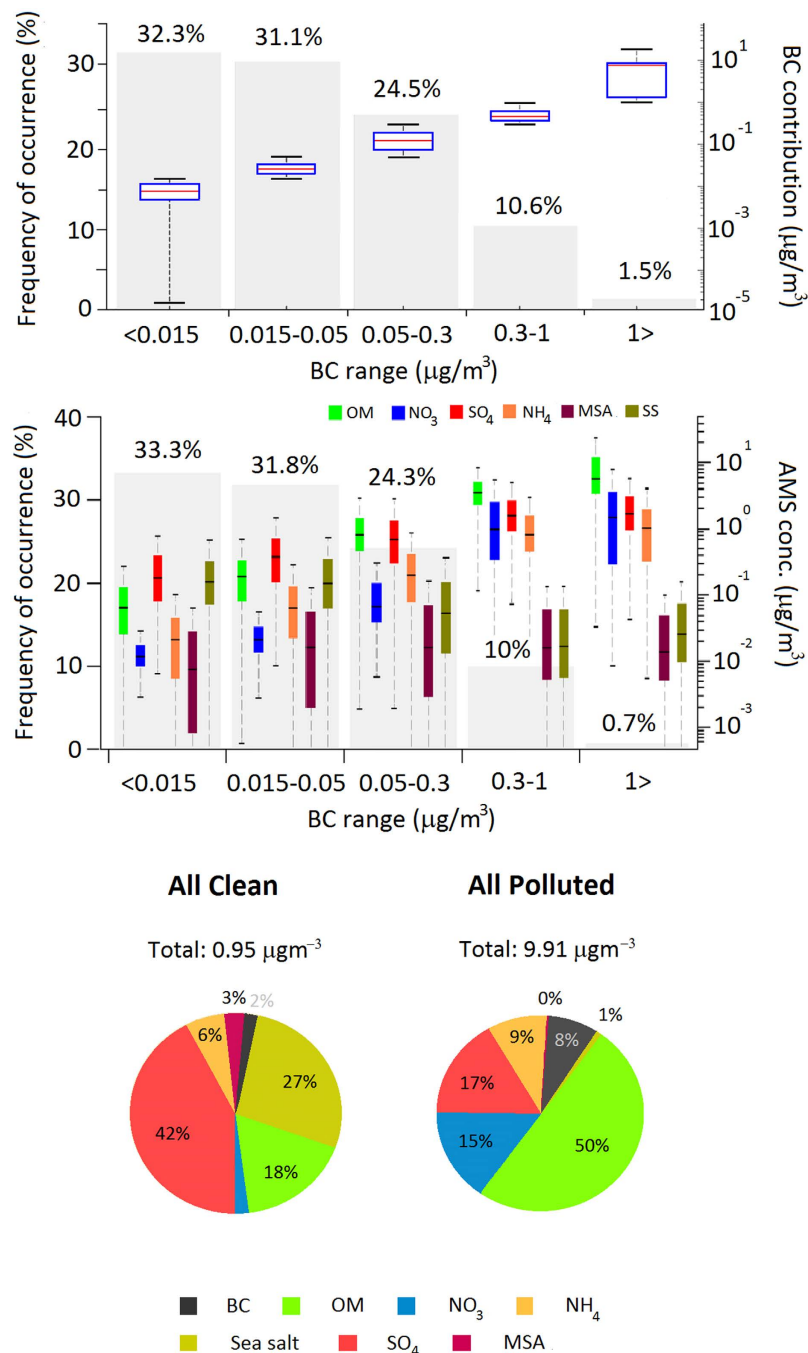 Frequency of occurrence (%)
30
20
10
0
32.3%
31.1%
24.5%
10.6%
1.5%
10¹
10⁻¹
10⁻³
10⁻⁵
BC contribution (μg/m³)
<0.015 0.015-0.05 0.05-0.3 0.3-1 1>
BC range (μg/m³)
Frequency of occurrence (%)
40
30
20
10
0
OM NO₃ SO₄ NH₄ MSA SS
33.3%
31.8%
24.3%
10%
0.7%
10¹
10⁰
10⁻¹
10⁻²
10⁻³
AMS conc. (μg/m³)
<0.015 0.015-0.05 0.05-0.3 0.3-1 1>
BC range (μg/m³)
All Clean
Total: 0.95 μgm⁻³
3%
2%
6%
27%
42%
18%
All Polluted
Total: 9.91 μgm⁻³
0%
1%
9%
8%
17%
15%
50%
BC OM NO₃ NH₄
Sea salt SO₄ MSA